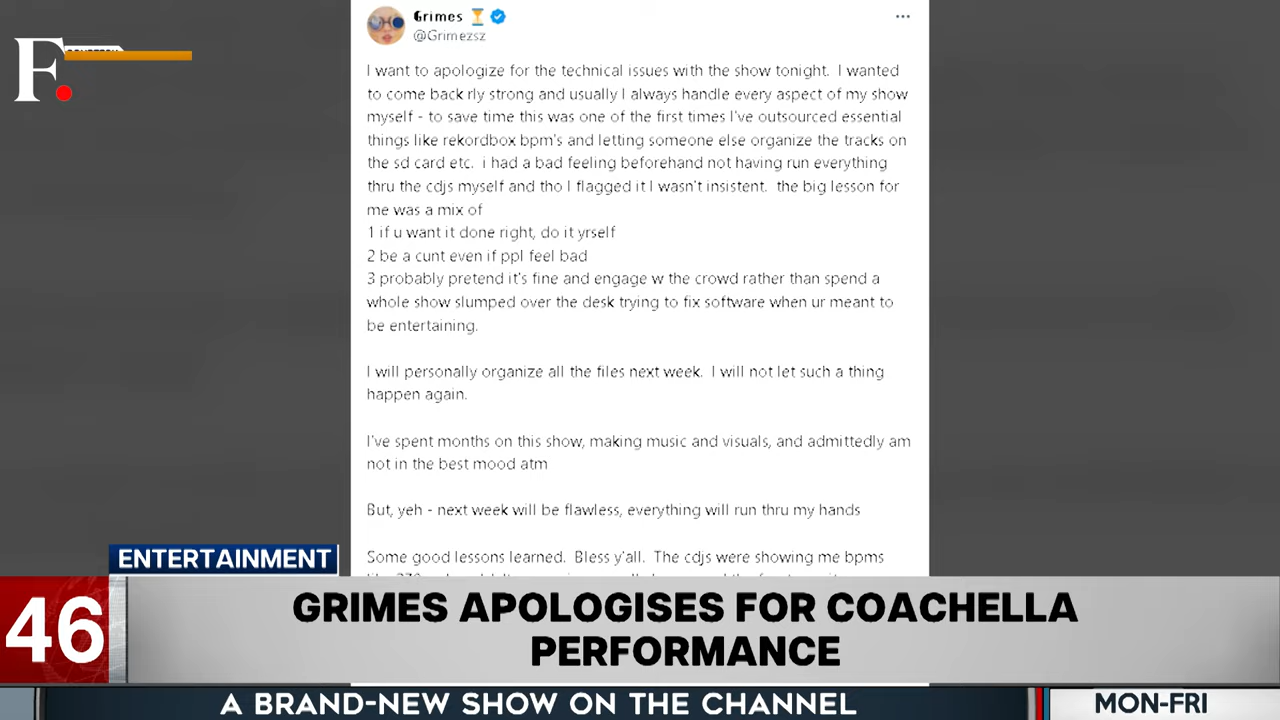 F
Grimes
@Grimezsz
I want to apologize for the technical issues with the show tonight. I wanted
to come back rly strong and usually I always handle every aspect of my show
myself - to save time this was one of the first times I've outsourced essential
things like rekordbox bpm's and letting someone else organize the tracks on
the sd card etc. i had a bad feeling beforehand not having run everything
thru the cdjs myself and tho I flagged it I wasn't insistent. the big lesson for
me was a mix of
1 if u want it done right, do it yrself
2 be a cunt even if ppl feel bad
3 probably pretend it's fine and engage w the crowd rather than spend a
whole show slumped over the desk trying to fix software when ur meant to
be entertaining.
I will personally organize all the files next week. I will not let such a thing
happen again.
I've spent months on this show, making music and visuals, and admittedly am
not in the best mood atm
But, yeh - next week will be flawless, everything will run thru my hands
Some good lessons learned. Bless y'all. The cdjs were showing me bpms
ENTERTAINMENT
46
GRIMES APOLOGISES FOR COACHELLA
PERFORMANCE
A BRAND-NEW SHOW ON THE CHANNEL
MON-FRI